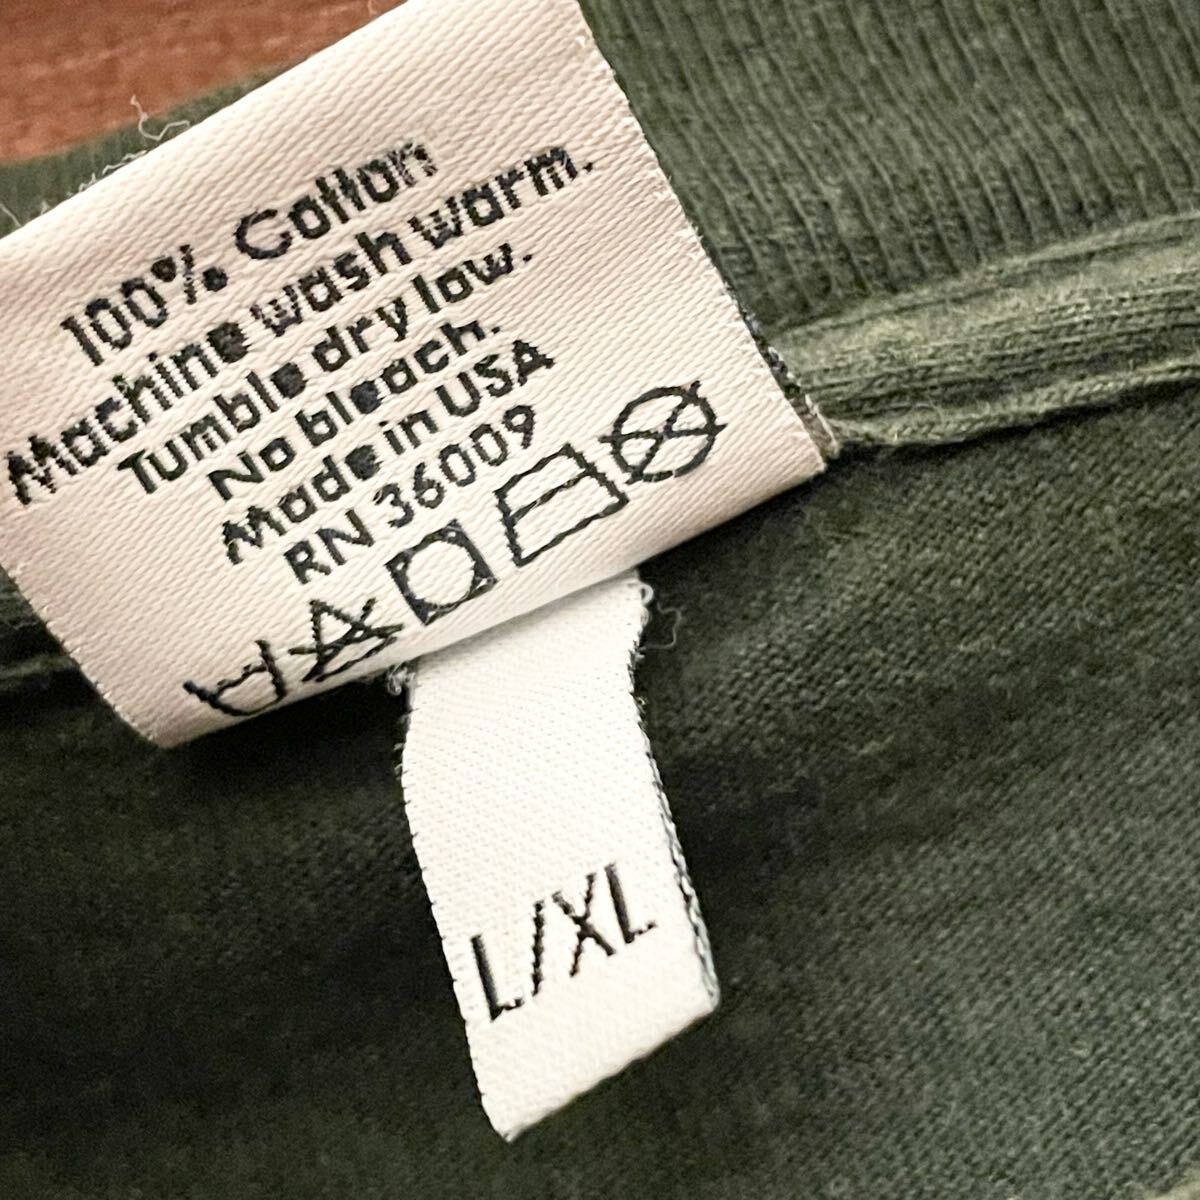 100% Cotton
Machine wash warm.
Tumble dry low.
No bleach.
Made in USA
RN 36009
L/XL